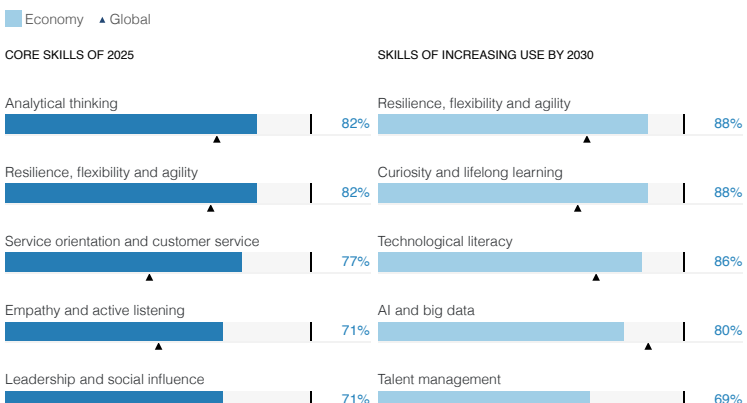 Economy Global
CORE SKILLS OF 2025
Analytical thinking
82%
Resilience, flexibility and agility
82%
Service orientation and customer service
77%
Empathy and active listening
71%
Leadership and social influence
71%
SKILLS OF INCREASING USE BY 2030
Resilience, flexibility and agility
88%
Curiosity and lifelong learning
88%
Technological literacy
86%
AI and big data
80%
Talent management
69%